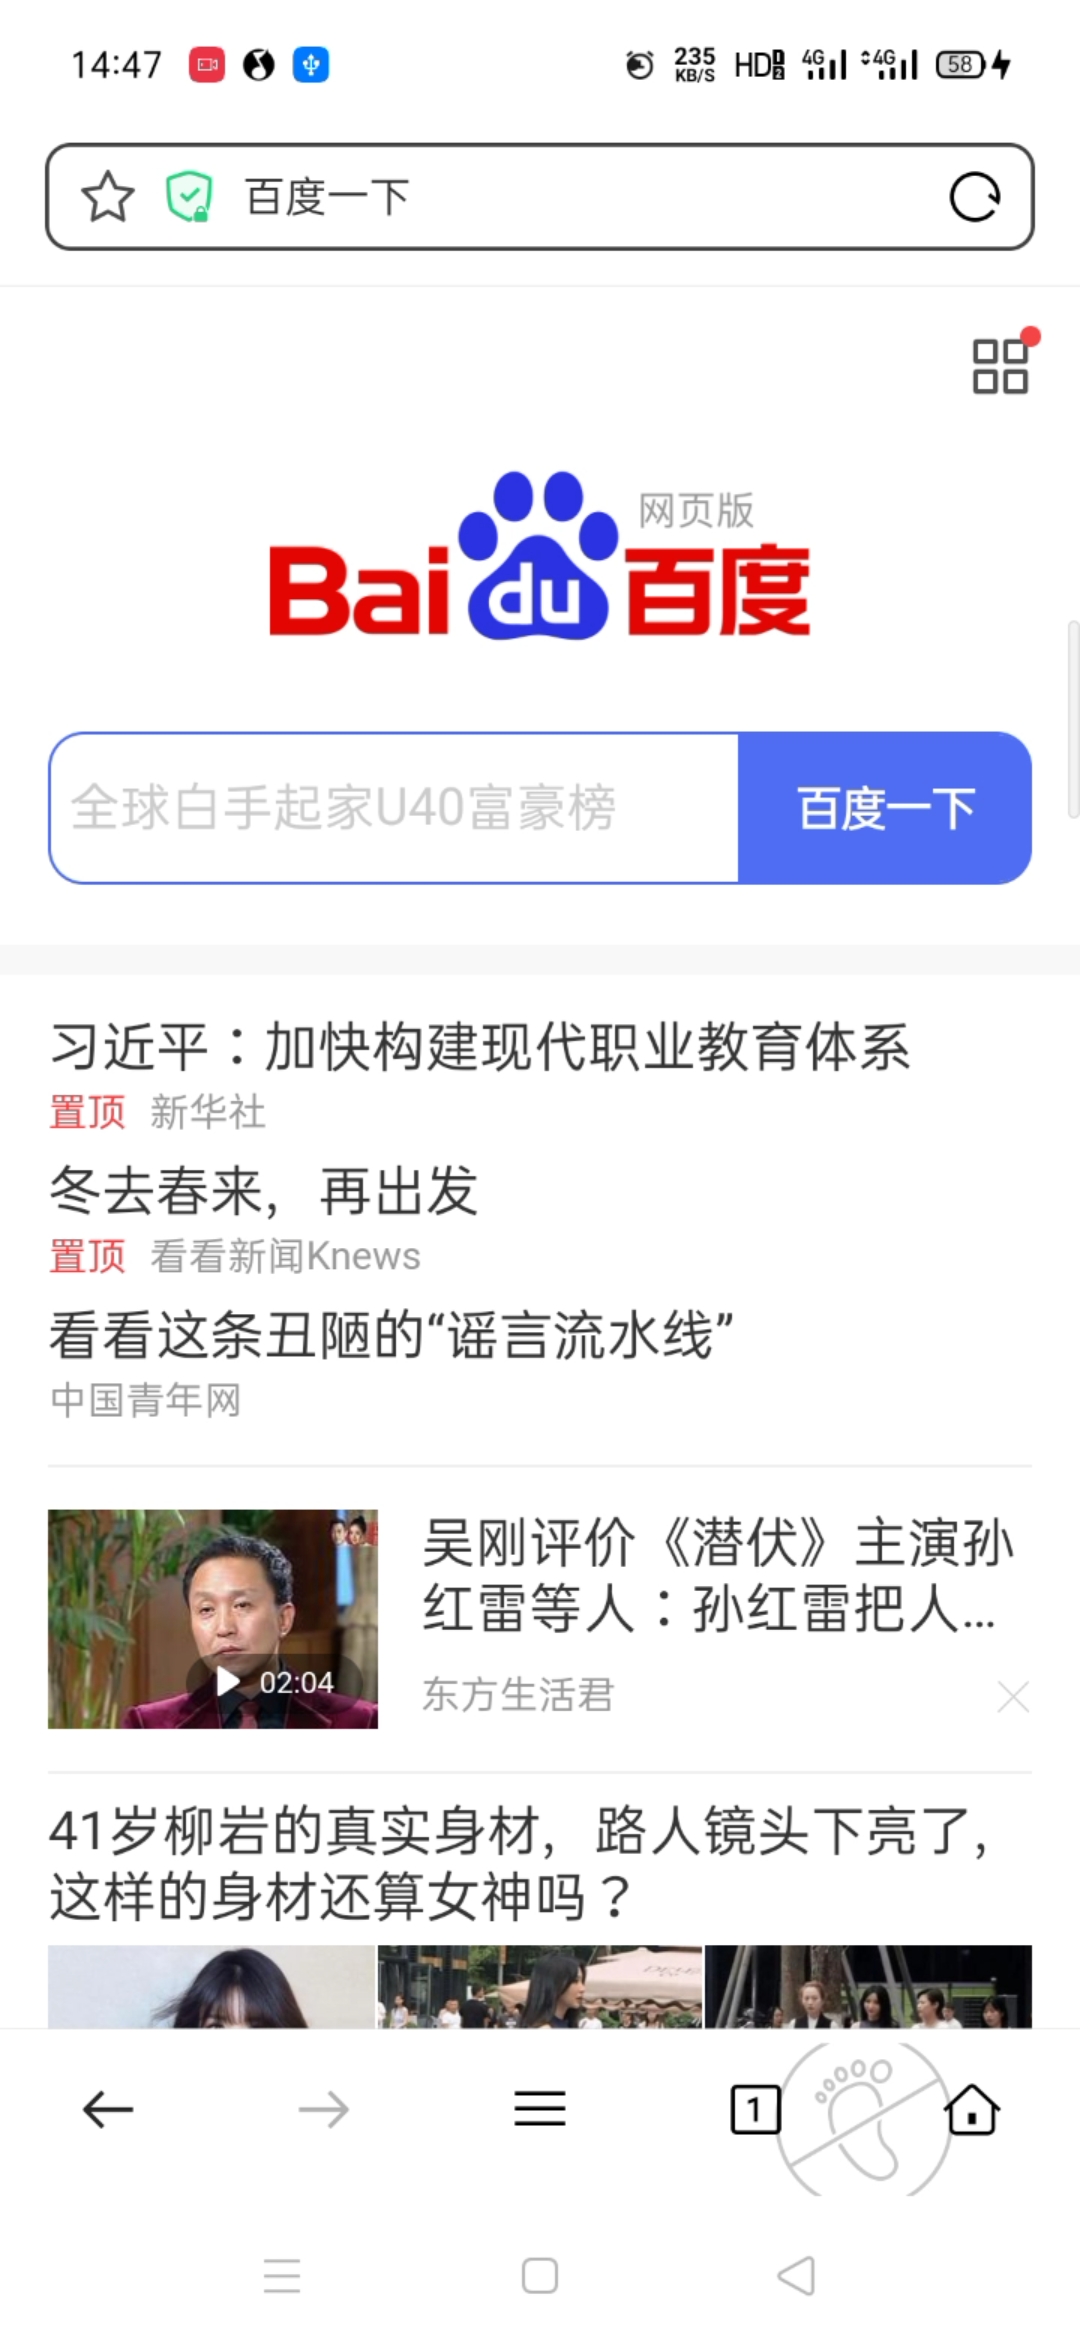 14:47
235 KB/S HD 4G 4G 58
百度一下
网页版
Bai du 百度
全球白手起家U40富豪榜 百度一下
习近平：加快构建现代职业教育体系
置顶 新华社
冬去春来，再出发
置顶 看看新闻Knews
看看这条丑陋的“谣言流水线”
中国青年网
吴刚评价《潜伏》主演孙
红雷等人：孙红雷把人...
02:04
东方生活君
41岁柳岩的真实身材，路人镜头下亮了，
这样的身材还算女神吗？
1